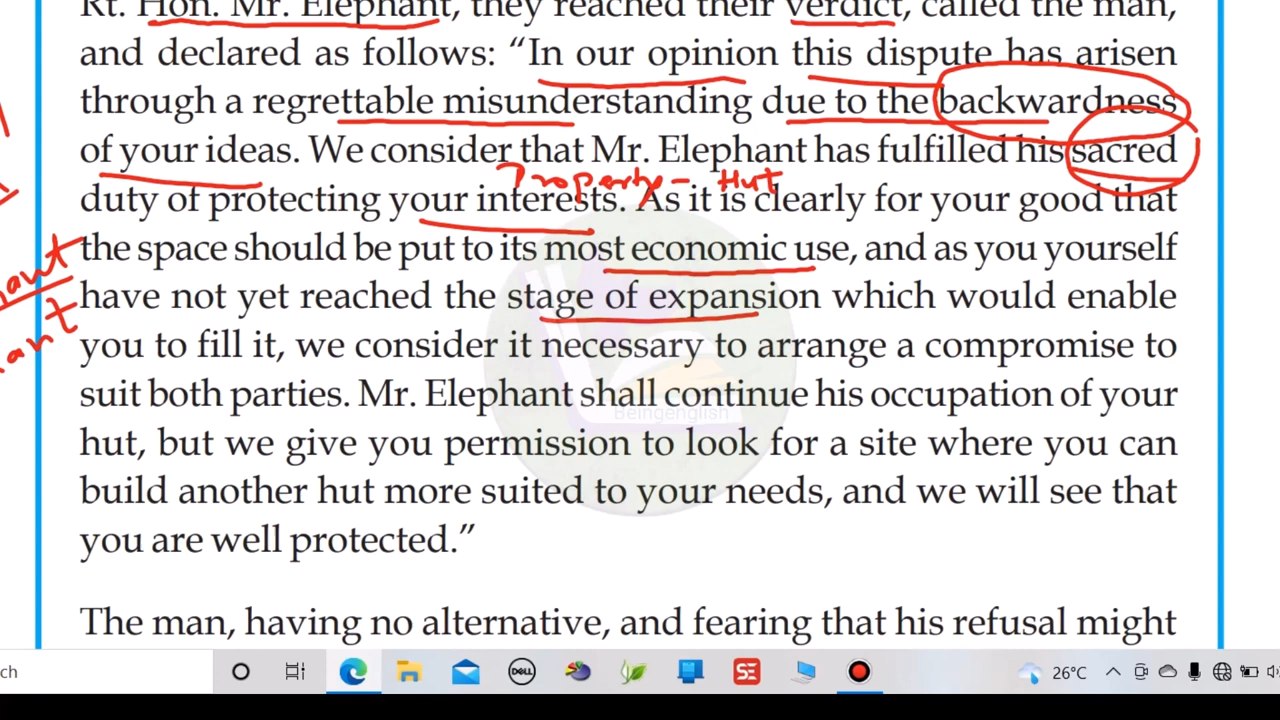 Rt. Hon. Mr. Elephant, they reached their verdict, called the man,
and declared as follows: “In our opinion this dispute has arisen
through a regrettable misunderstanding due to the backwardness
of your ideas. We consider that Mr. Elephant has fulfilled his sacred
Property - Hut
duty of protecting your interests. As it is clearly for your good that
the space should be put to its most economic use, and as you yourself
have not yet reached the stage of expansion which would enable
you to fill it, we consider it necessary to arrange a compromise to
suit both parties. Mr. Elephant shall continue his occupation of your
Beingenglish
hut, but we give you permission to look for a site where you can
build another hut more suited to your needs, and we will see that
you are well protected.”
The man, having no alternative, and fearing that his refusal might
ch
DELL
SE
26°C